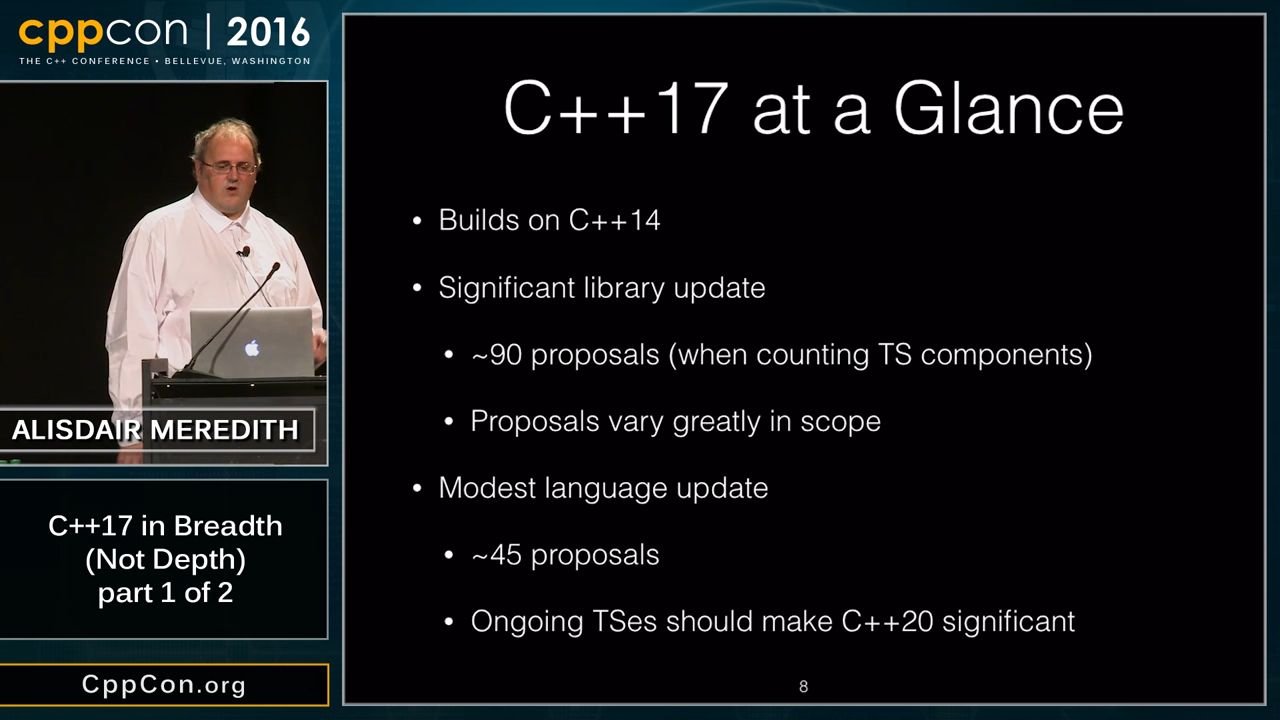 cppcon | 2016
THE C++ CONFERENCE • BELLEVUE, WASHINGTON
ALISDAIR MEREDITH
C++17 in Breadth
(Not Depth)
part 1 of 2
CppCon.org
C++17 at a Glance
• Builds on C++14
• Significant library update
• ~90 proposals (when counting TS components)
• Proposals vary greatly in scope
• Modest language update
• ~45 proposals
• Ongoing TSes should make C++20 significant
8